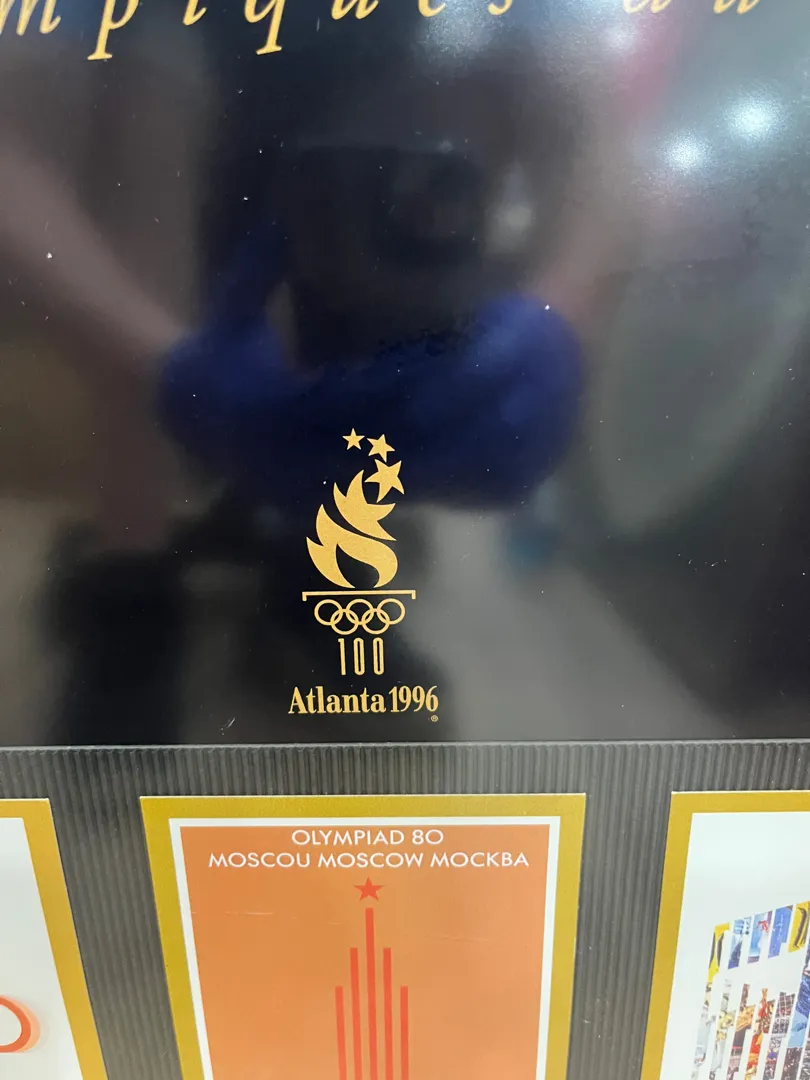 100
Atlanta 1996
®
OLYMPIAD 80
MOSCOU MOSCOW MOCKBA